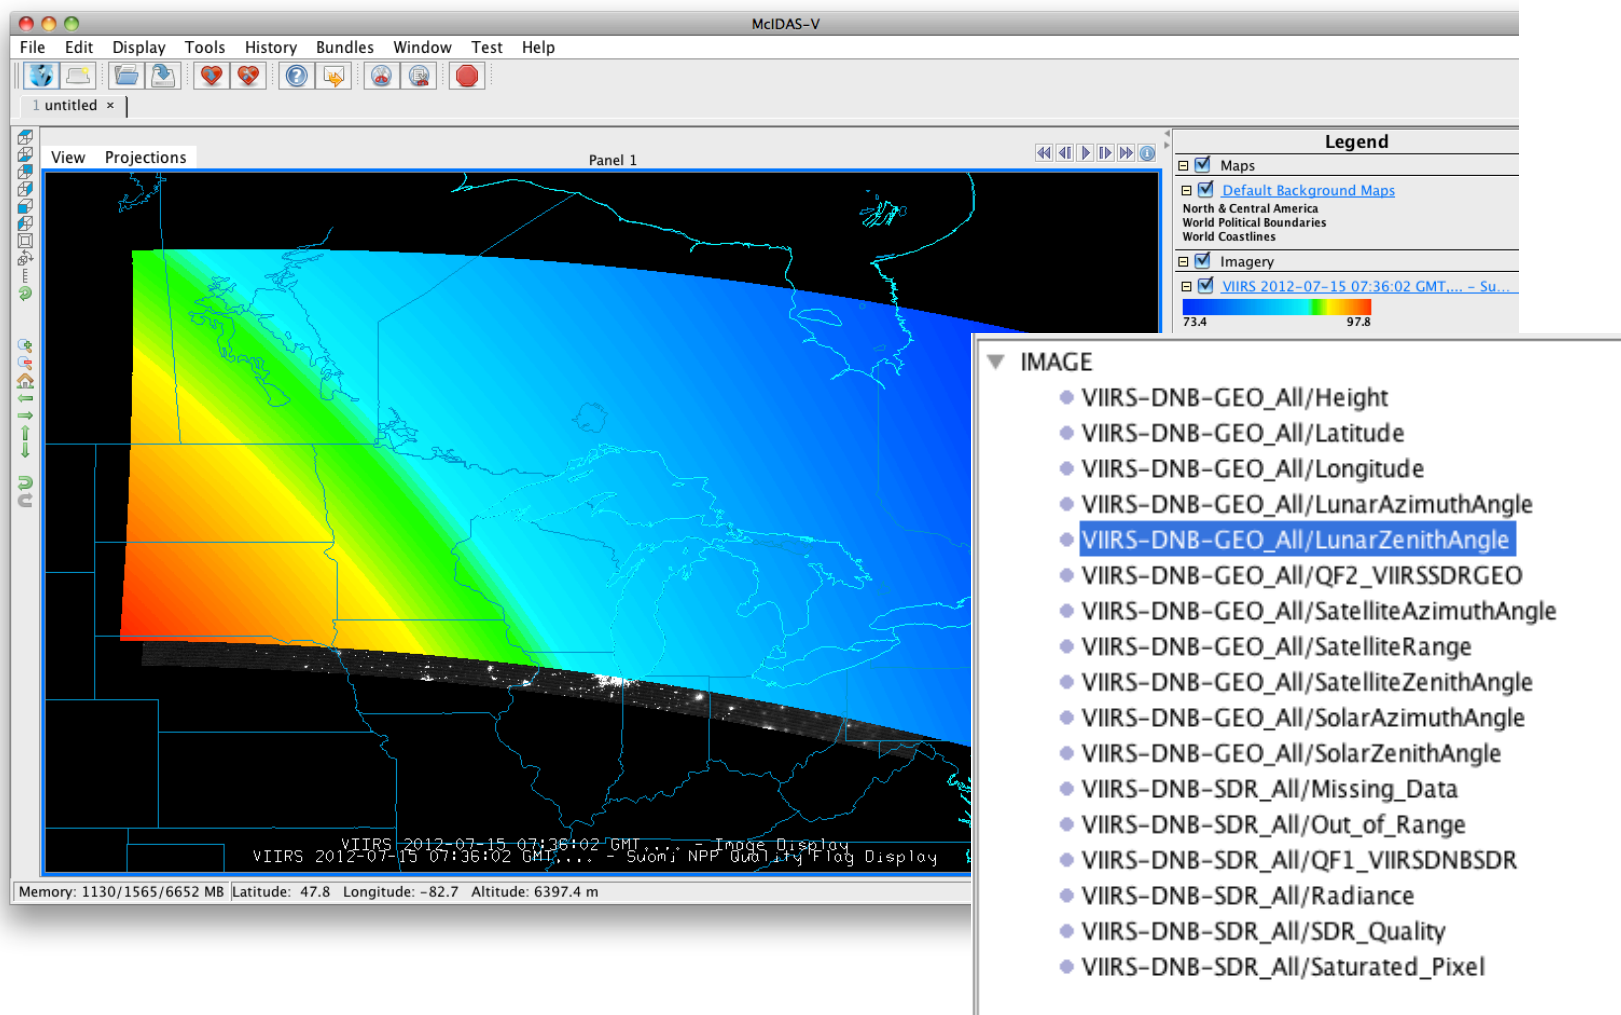 McIDAS-V
File Edit Display Tools History Bundles Window Test Help
1 untitled ×
View Projections
Panel 1
Legend
Maps
Default Background Maps
North & Central America
World Political Boundaries
World Coastlines
Imagery
VIIRS 2012-07-15 07:36:02 GMT,... - Su...
73.4 97.8
IMAGE
VIIRS-DNB-GEO_All/Height
VIIRS-DNB-GEO_All/Latitude
VIIRS-DNB-GEO_All/Longitude
VIIRS-DNB-GEO_All/LunarAzimuthAngle
VIIRS-DNB-GEO_All/LunarZenithAngle
VIIRS-DNB-GEO_All/QF2_VIIRSSDRGEO
VIIRS-DNB-GEO_All/SatelliteAzimuthAngle
VIIRS-DNB-GEO_All/SatelliteRange
VIIRS-DNB-GEO_All/SatelliteZenithAngle
VIIRS-DNB-GEO_All/SolarAzimuthAngle
VIIRS-DNB-GEO_All/SolarZenithAngle
VIIRS-DNB-SDR_All/Missing_Data
VIIRS-DNB-SDR_All/Out_of_Range
VIIRS-DNB-SDR_All/QF1_VIIRSDNBSDR
VIIRS-DNB-SDR_All/Radiance
VIIRS-DNB-SDR_All/SDR_Quality
VIIRS-DNB-SDR_All/Saturated_Pixel
VIIRS 2012-07-15 07:36:02 GMT,... - Image Display
VIIRS 2012-07-15 07:36:02 GMT,... - Suomi NPP Quality Flag Display
Memory: 1130/1565/6652 MB Latitude: 47.8 Longitude: -82.7 Altitude: 6397.4 m